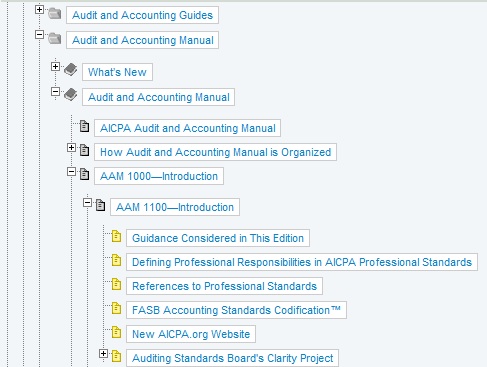 Audit and Accounting Guides
Audit and Accounting Manual
What's New
Audit and Accounting Manual
AICPA Audit and Accounting Manual
How Audit and Accounting Manual is Organized
AAM 1000—Introduction
AAM 1100—Introduction
Guidance Considered in This Edition
Defining Professional Responsibilities in AICPA Professional Standards
References to Professional Standards
FASB Accounting Standards Codification™
New AICPA.org Website
Auditing Standards Board's Clarity Project